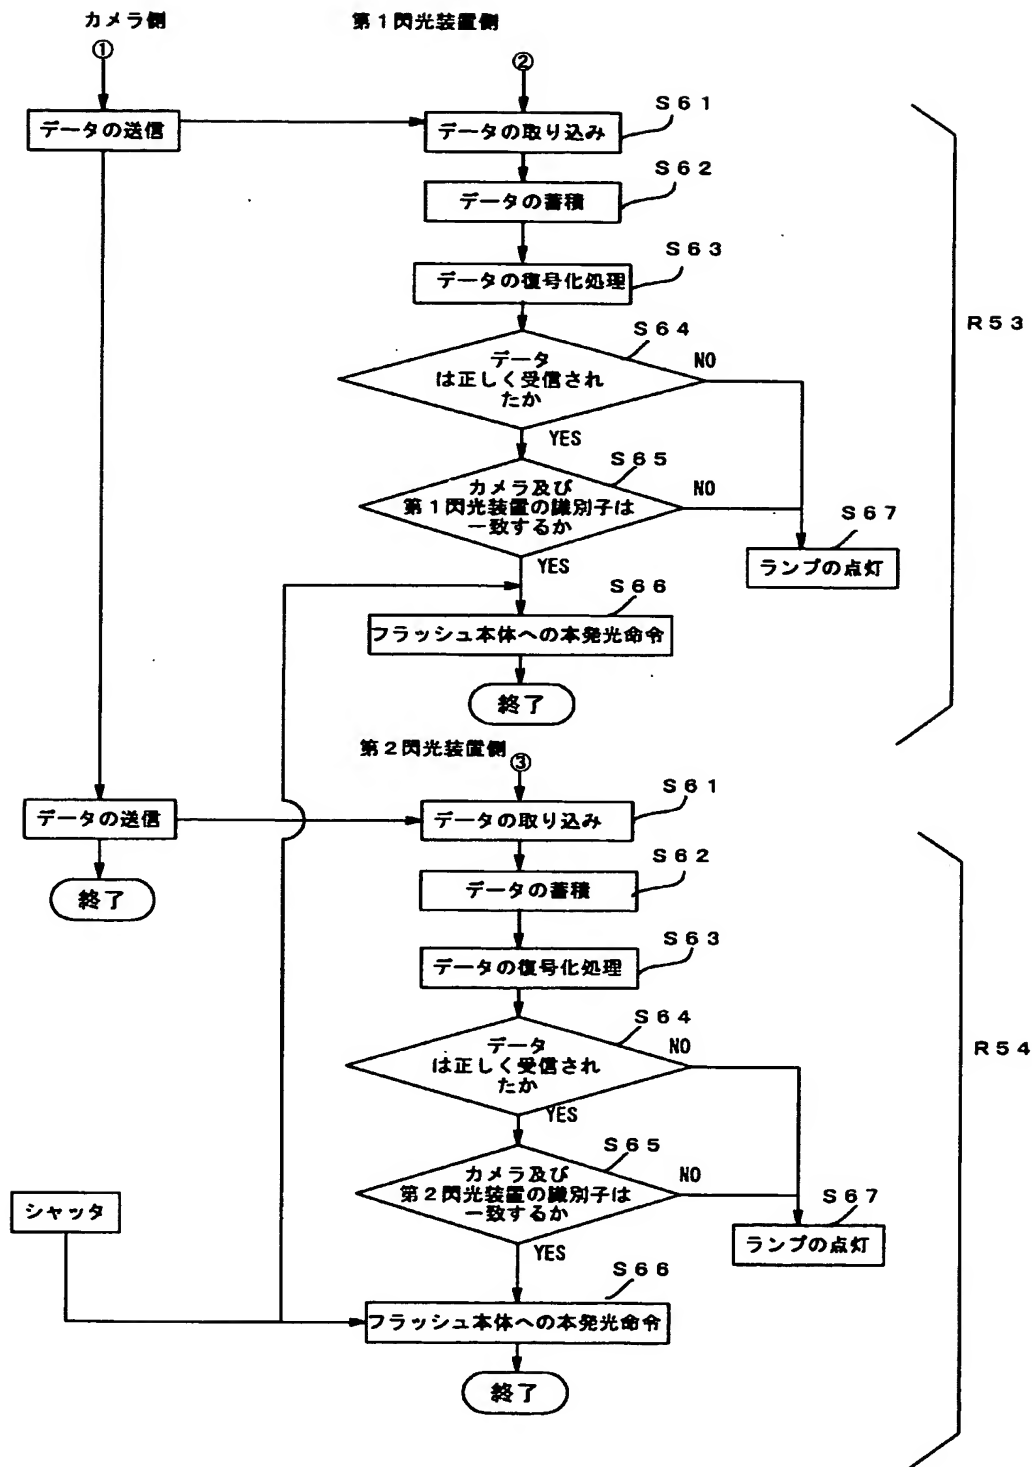 カメラ側
第1閃光装置側
①
②
S61
データの送信
データの取り込み
S62
データの蓄積
S63
データの復号化処理
R53
S64
データ
は正しく受信され
たか
NO
YES
S65
カメラ及び
第1閃光装置の識別子は
一致するか
NO
YES
S67
ランプの点灯
S66
フラッシュ本体への本発光命令
終了
第2閃光装置側
③
S61
データの送信
データの取り込み
終了
S62
データの蓄積
S63
データの復号化処理
R54
S64
データ
は正しく受信され
たか
NO
YES
S65
カメラ及び
第2閃光装置の識別子は
一致するか
NO
YES
シャッタ
S67
ランプの点灯
S66
フラッシュ本体への本発光命令
終了